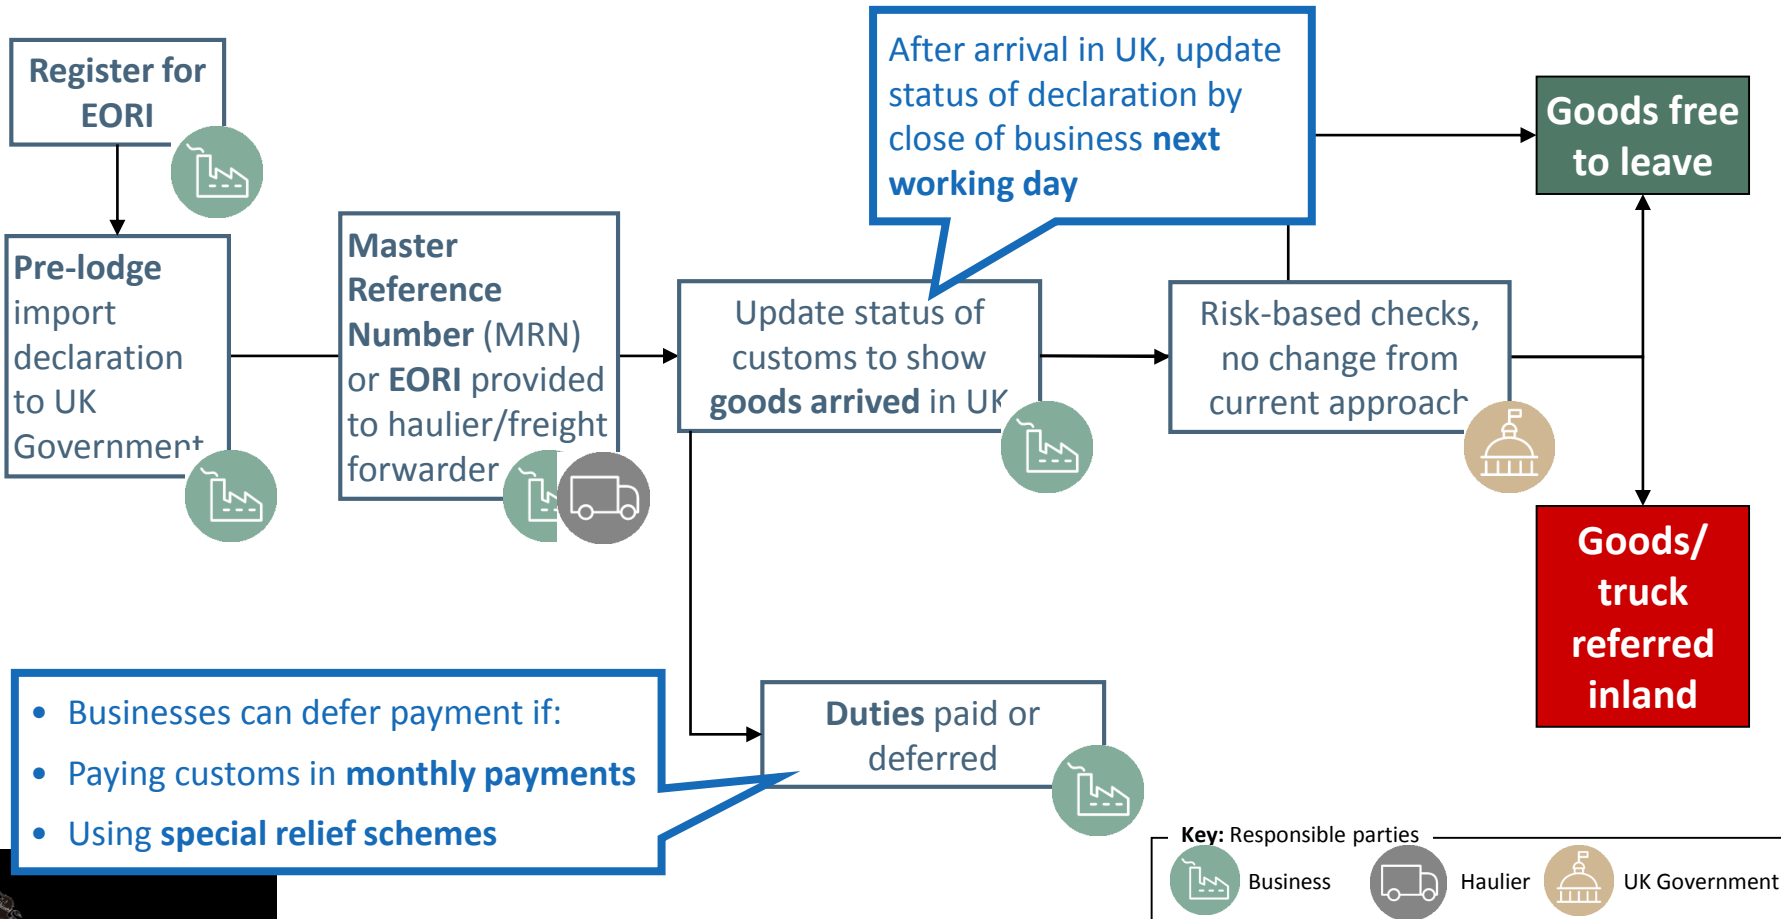 Register for
EORI
Pre-lodge
import
declaration
to UK
Government
Master
Reference
Number (MRN)
or EORI provided
to haulier/freight
forwarder
After arrival in UK, update
status of declaration by
close of business next
working day
Update status of
customs to show
goods arrived in UK
Risk-based checks,
no change from
current approach
Goods free
to leave
Goods/
truck
referred
inland
• Businesses can defer payment if:
• Paying customs in monthly payments
• Using special relief schemes
Duties paid or
deferred
Key: Responsible parties
Business
Haulier
UK Government